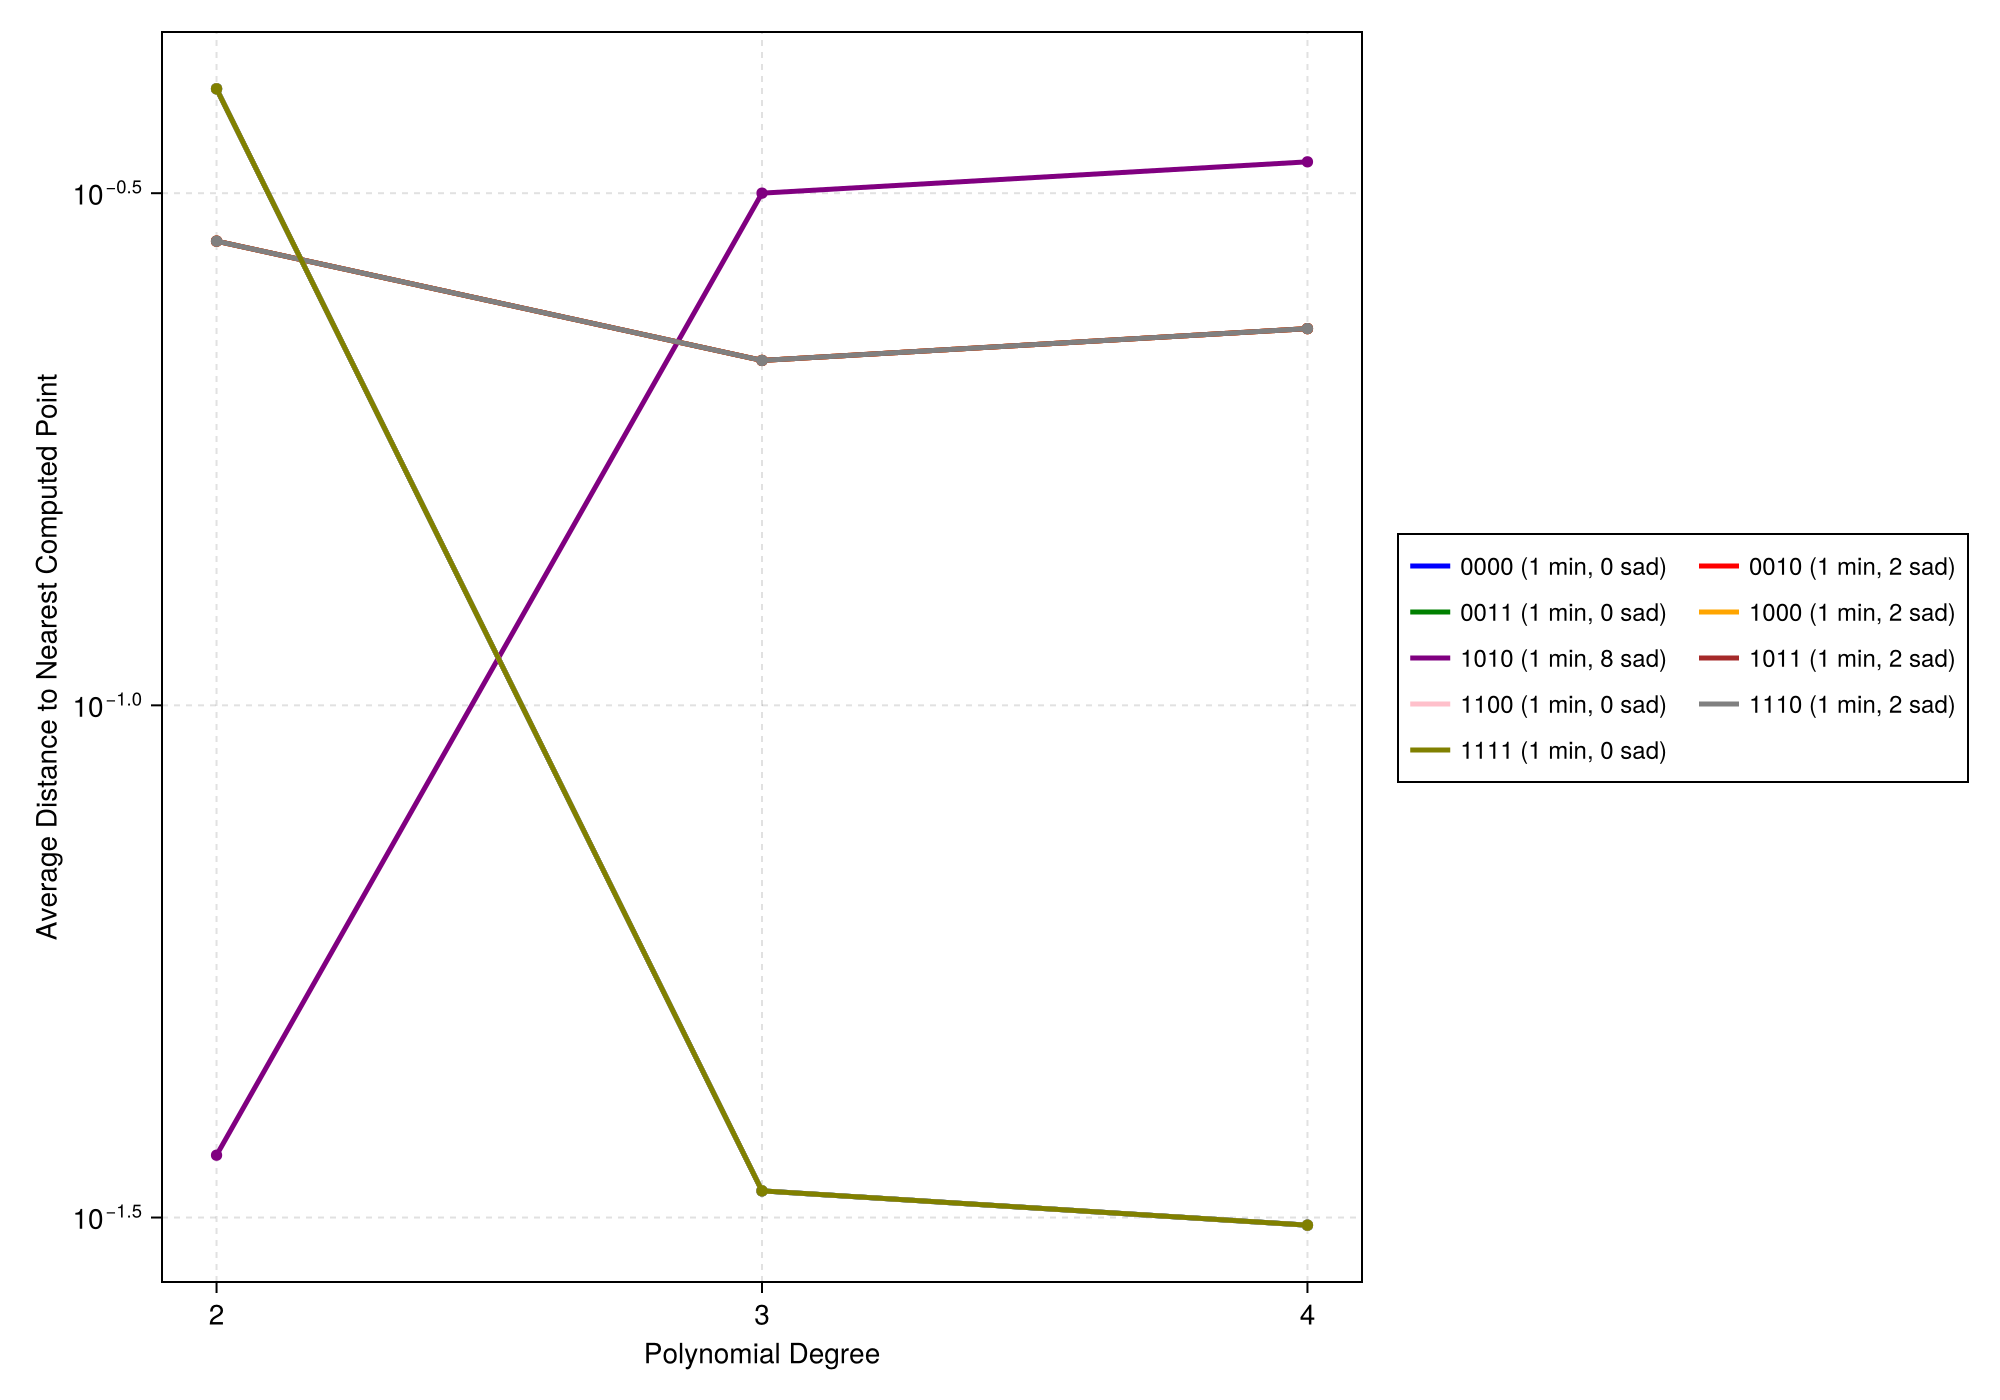 Average Distance to Nearest Computed Point
10−0.5
10−1.0
10−1.5
2 3 4
Polynomial Degree
0000 (1 min, 0 sad) 0010 (1 min, 2 sad)
0011 (1 min, 0 sad) 1000 (1 min, 2 sad)
1010 (1 min, 8 sad) 1011 (1 min, 2 sad)
1100 (1 min, 0 sad) 1110 (1 min, 2 sad)
1111 (1 min, 0 sad)